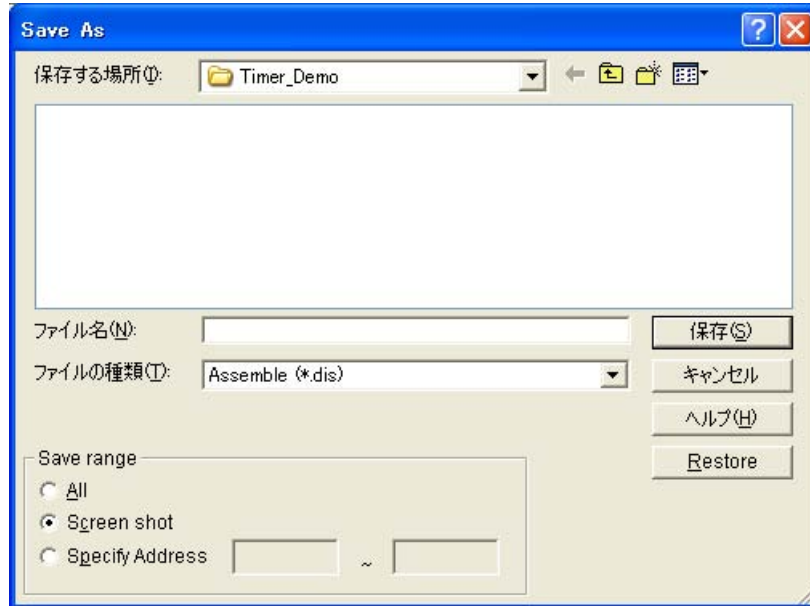 Save As
保存する場所(I):
Timer_Demo
ファイル名(N):
保存(S)
ファイルの種類(T):
Assemble (*.dis)
キャンセル
ヘルプ(H)
Restore
Save range
All
Screen shot
Specify Address
~